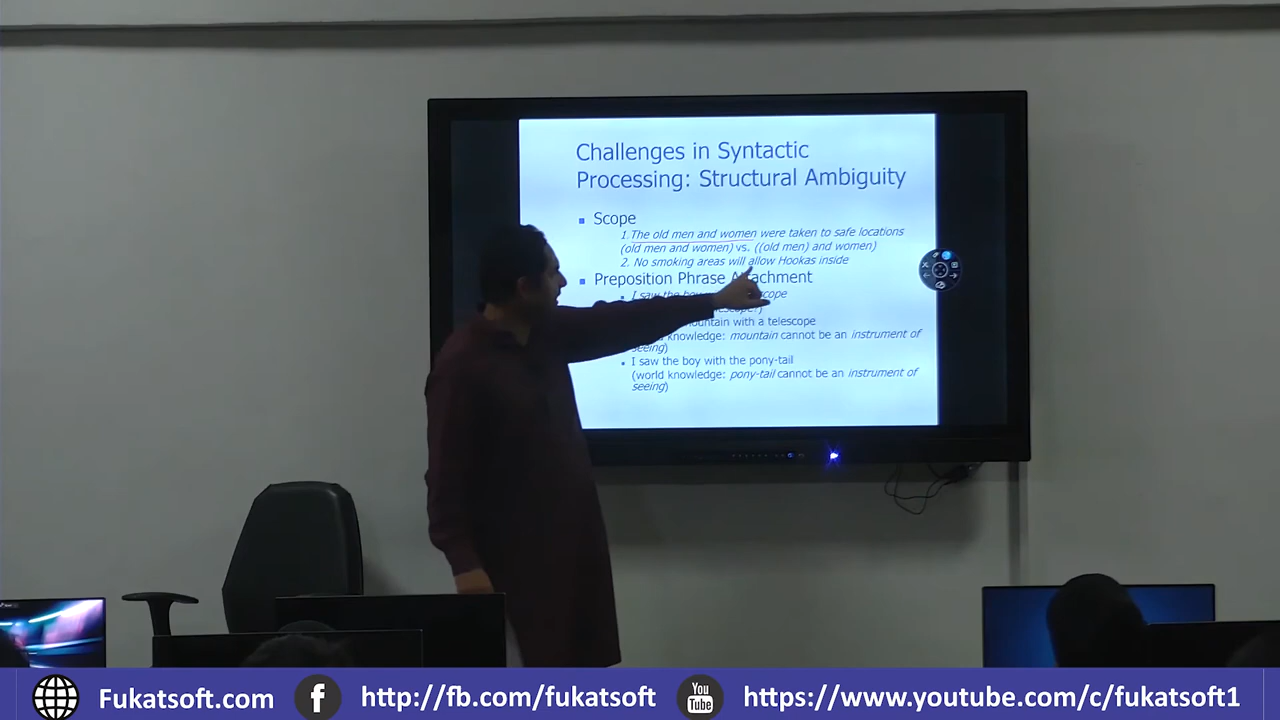 Challenges in Syntactic
Processing: Structural Ambiguity
Scope
1. The old men and women were taken to safe locations
(old men and women) vs. ((old men) and women)
2. No smoking areas will allow Hookas inside
Preposition Phrase Attachment
I saw the
mountain with a telescope
knowledge: mountain cannot be an instrument of
seeing)
I saw the boy with the pony-tail
(world knowledge: pony-tail cannot be an instrument of
seeing)
Fukatsoft.com
http://fb.com/fukatsoft
You
Tube
https://www.youtube.com/c/fukatsoft1